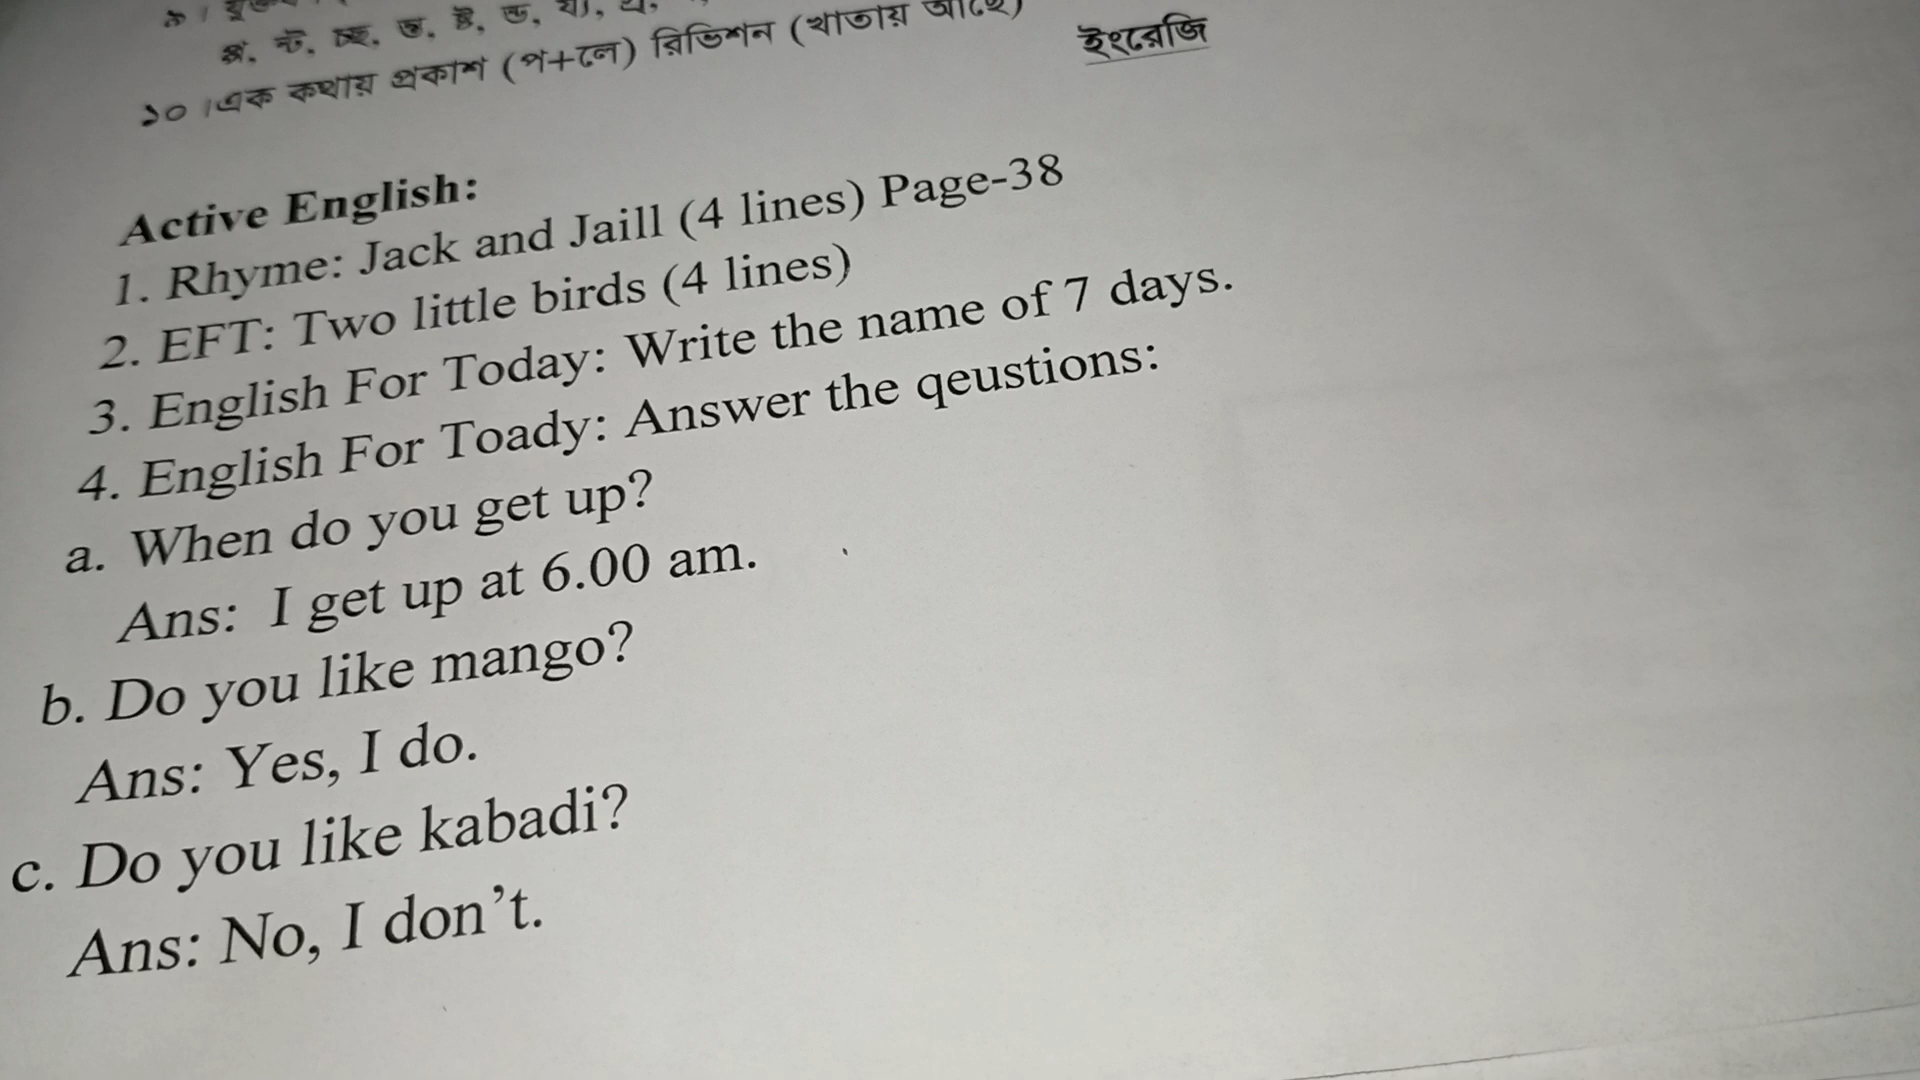 ৯। যুক্ত
ইংরেজি
১০। এক কথায় প্রকাশ (প+লে) রিভিশন (খাতায় আছে)
Active English:
1. Rhyme: Jack and Jaill (4 lines) Page-38
2. EFT: Two little birds (4 lines)
3. English For Today: Write the name of 7 days.
4. English For Toady: Answer the qeustions:
a. When do you get up?
Ans: I get up at 6.00 am.
b. Do you like mango?
Ans: Yes, I do.
c. Do you like kabadi?
Ans: No, I don't.